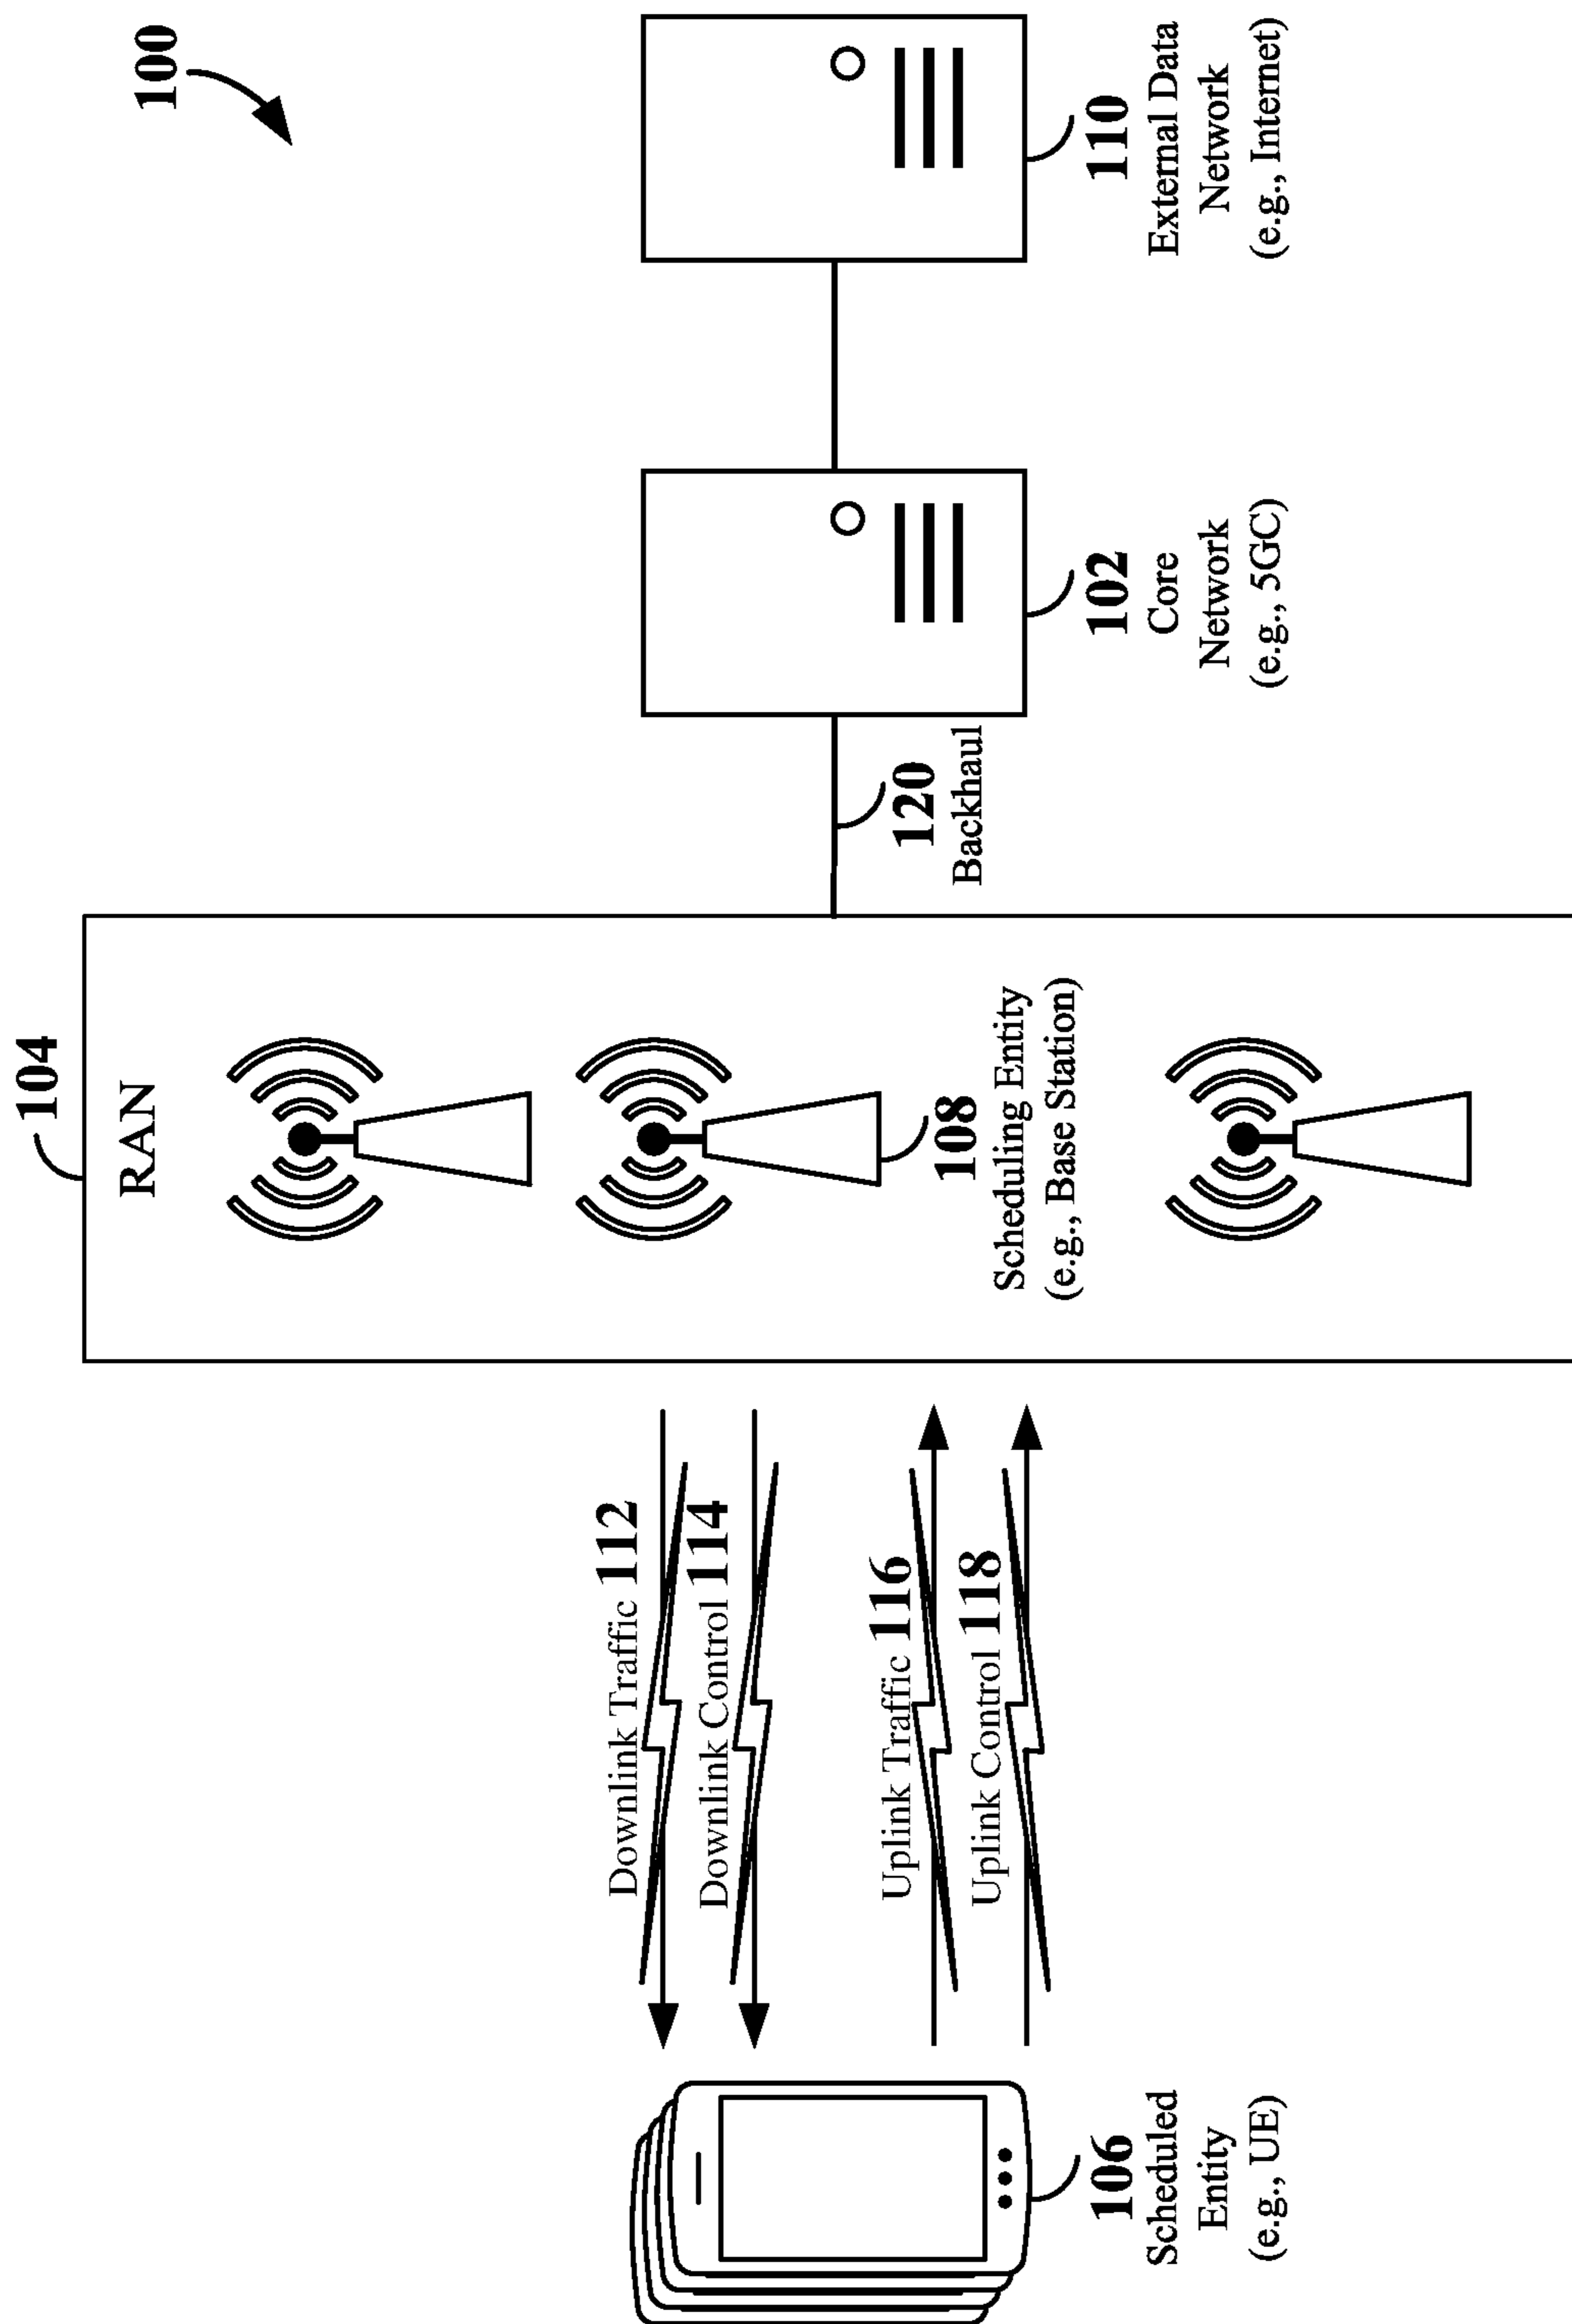 100
104
RAN
Downlink Traffic 112
Downlink Control 114
Uplink Traffic 116
Uplink Control 118
106
Scheduled
Entity
(e.g., UE)
108
Scheduling Entity
(e.g., Base Station)
120
Backhaul
102
Core
Network
(e.g., 5GC)
110
External Data
Network
(e.g., Internet)